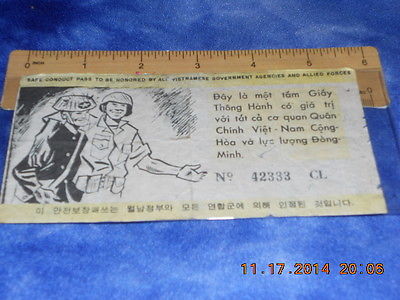 0 INCH 1 2 3 4 5 6
SAFE-CONDUCT PASS TO BE HONORED BY ALL VIETNAMESE GOVERNMENT AGENCIES AND ALLIED FORCES
Đây là một tấm Giấy
Thông Hành có giá trị
với tất cả cơ quan Quân
Chính Việt-Nam Cộng-
Hòa và lực lượng Đồng-
Minh.
Nº 42333 CL
이 안전보장패쓰는 월남정부와 모든 연합군에 의해 인정된 것입니다.
11.17.2014 20:06